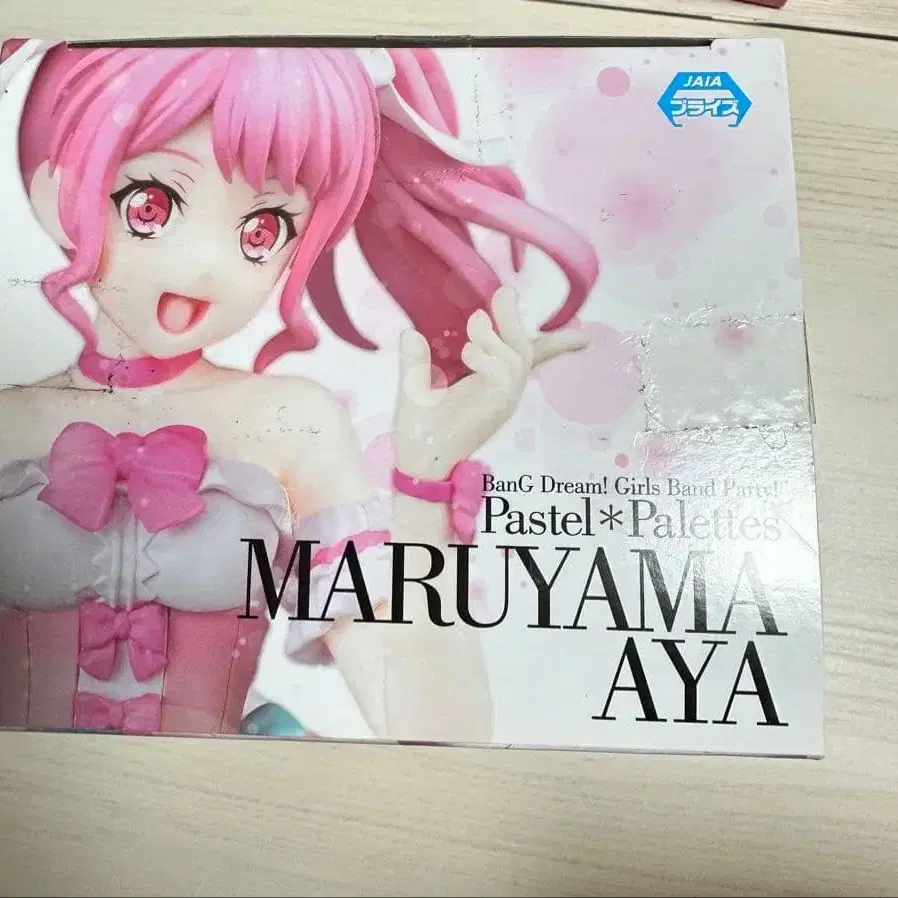 JAIA
プライズ
BanG Dream! Girls Band Party!
Pastel*Palettes
MARUYAMA
AYA